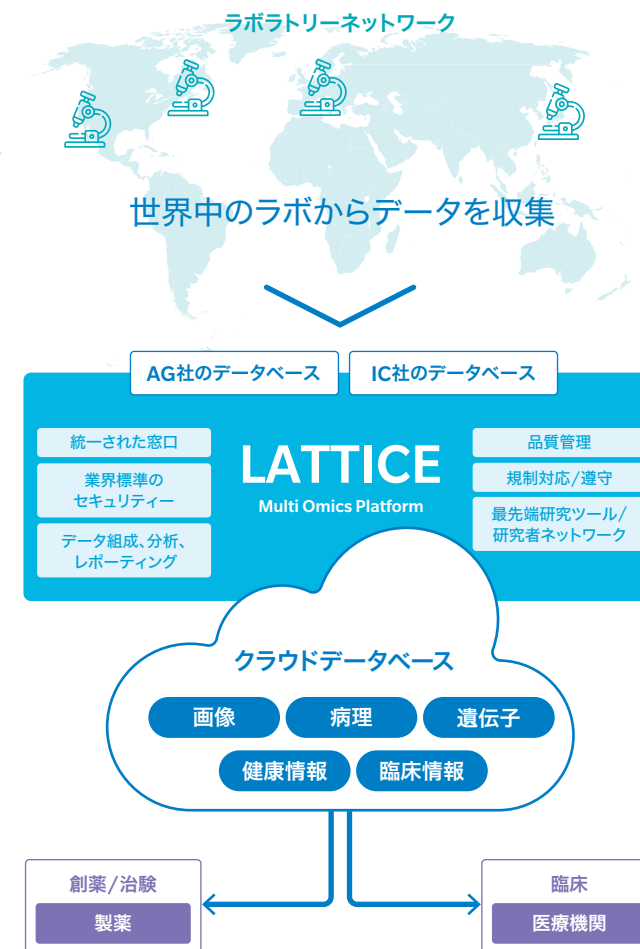 ラボラトリーネットワーク
世界中のラボからデータを収集
AG社のデータベース
IC社のデータベース
統一された窓口
業界標準の
セキュリティー
データ組成、分析、
レポーティング
LATTICE
Multi Omics Platform
品質管理
規制対応/遵守
最先端研究ツール/
研究者ネットワーク
クラウドデータベース
画像
病理
遺伝子
健康情報
臨床情報
創薬/治験
製薬
臨床
医療機関